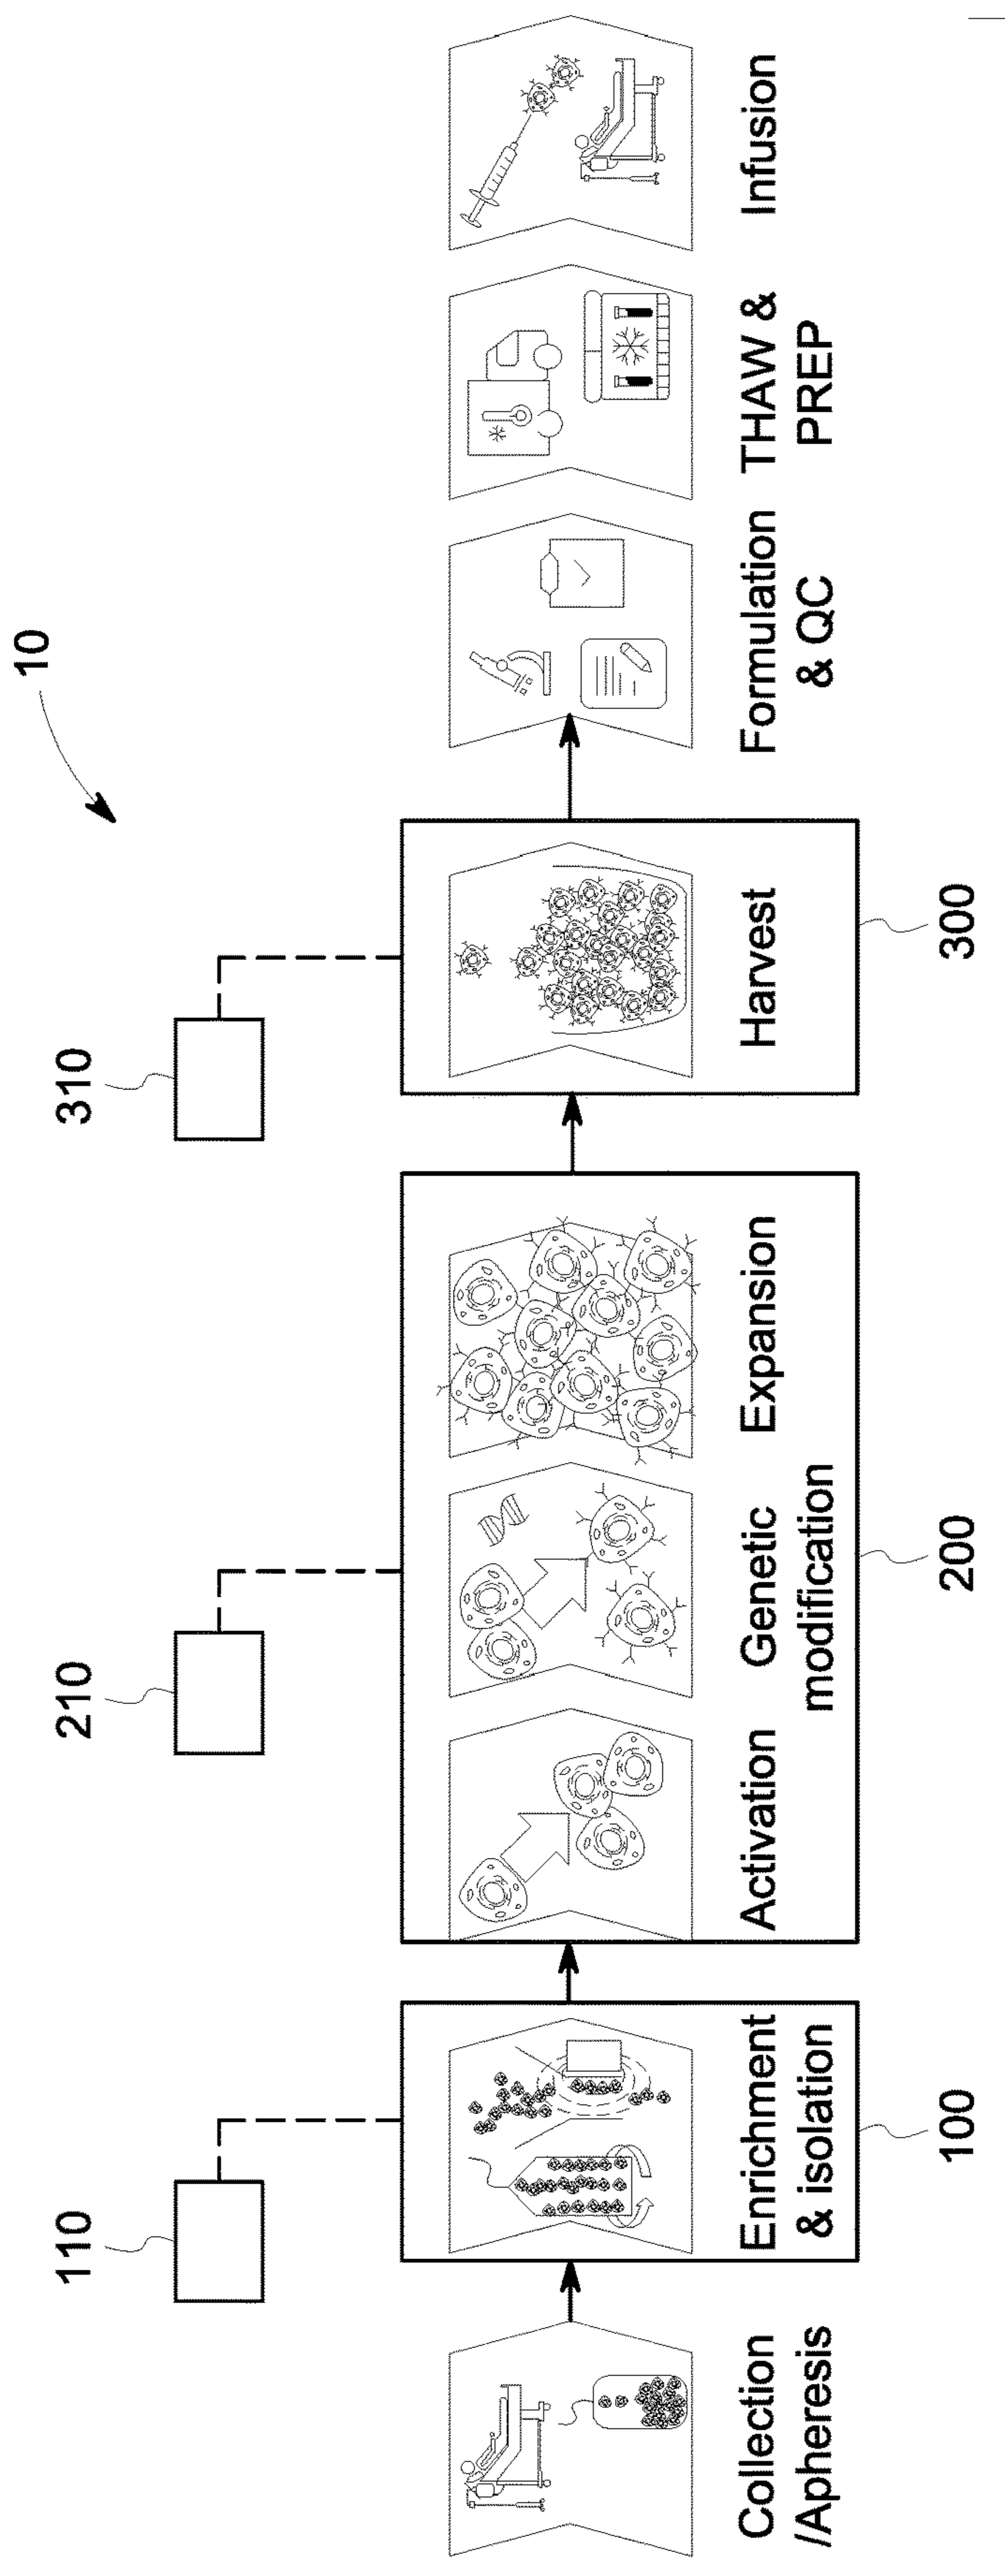 10
110
210
310
Collection
/Apheresis
Enrichment
& isolation
Activation
Genetic
modification
Expansion
Harvest
Formulation
& QC
THAW &
PREP
Infusion
100
200
300